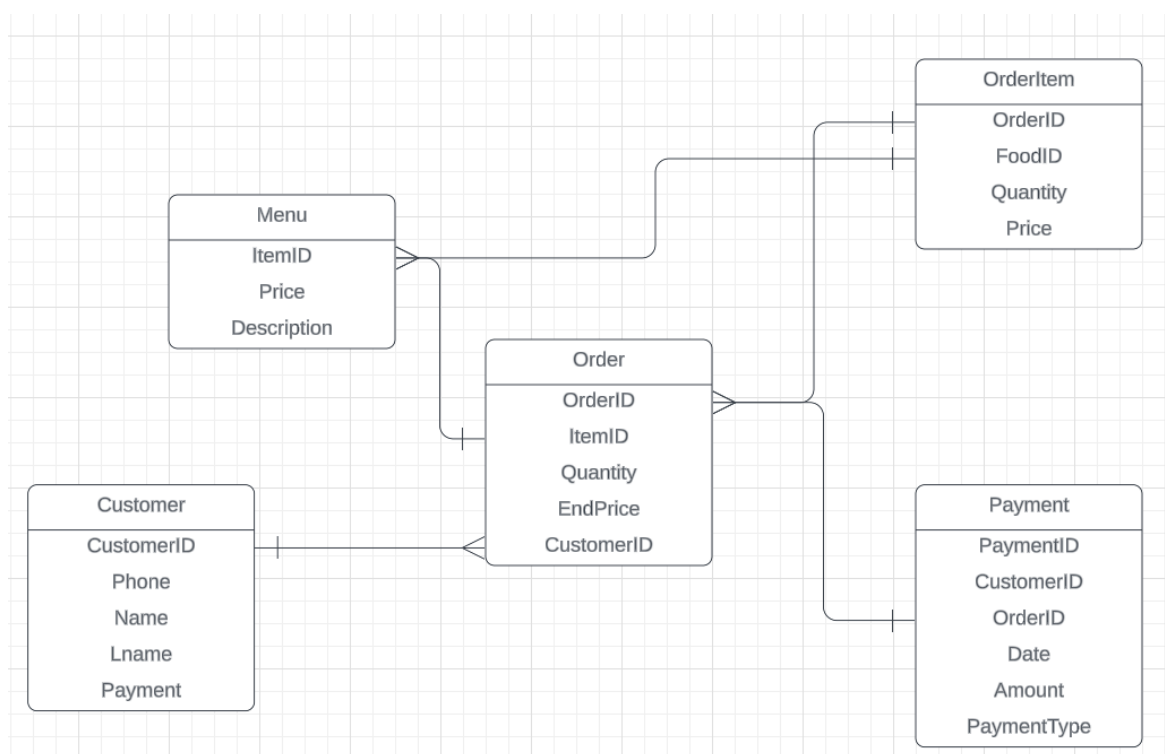 OrderItem
OrderID
FoodID
Quantity
Price
Menu
ItemID
Price
Description
Order
OrderID
ItemID
Quantity
EndPrice
CustomerID
Customer
CustomerID
Phone
Name
Lname
Payment
Payment
PaymentID
CustomerID
OrderID
Date
Amount
PaymentType